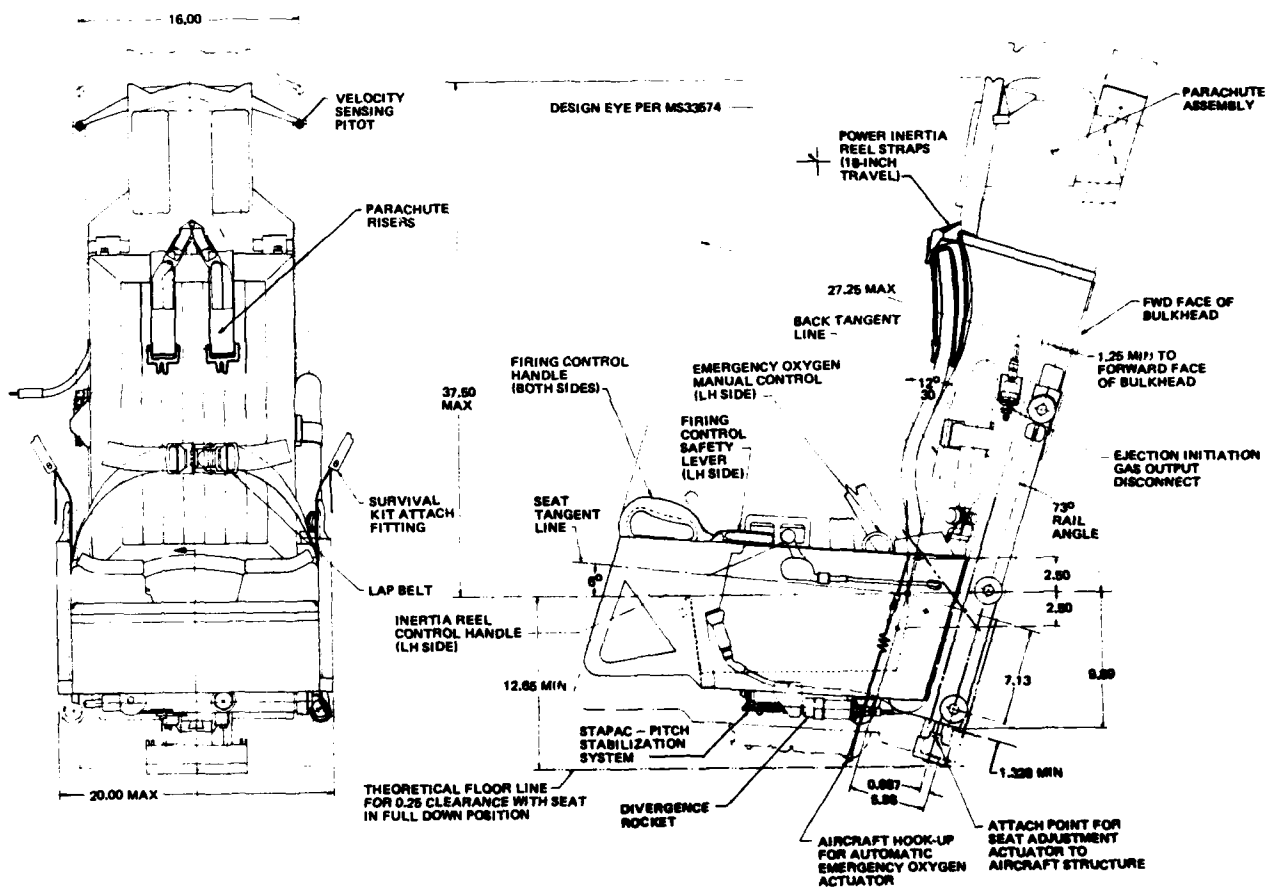 16.00
VELOCITY
SENSING
PITOT
DESIGN EYE PER MS33574
PARACHUTE
ASSEMBLY
POWER INERTIA
REEL STRAPS
(18-INCH
TRAVEL)
PARACHUTE
RISERS
27.25 MAX
BACK TANGENT
LINE
FWD FACE OF
BULKHEAD
1.25 MIN TO
FORWARD FACE
OF BULKHEAD
FIRING CONTROL
HANDLE
(BOTH SIDES)
EMERGENCY OXYGEN
MANUAL CONTROL
(LH SIDE)
37.50
MAX
12°
30
FIRING
CONTROL
SAFETY
LEVER
(LH SIDE)
EJECTION INITIATION
GAS OUTPUT
DISCONNECT
SEAT
TANGENT
LINE
SURVIVAL
KIT ATTACH
FITTING
73°
RAIL
ANGLE
6°
2.50
2.50
LAP BELT
INERTIA REEL
CONTROL HANDLE
(LH SIDE)
12.65 MIN
7.13
STAPAC – PITCH
STABILIZATION
SYSTEM
1.328 MIN
THEORETICAL FLOOR LINE
FOR 0.25 CLEARANCE WITH SEAT
IN FULL DOWN POSITION
20.00 MAX
DIVERGENCE
ROCKET
AIRCRAFT HOOK-UP
FOR AUTOMATIC
EMERGENCY OXYGEN
ACTUATOR
ATTACH POINT FOR
SEAT ADJUSTMENT
ACTUATOR TO
AIRCRAFT STRUCTURE